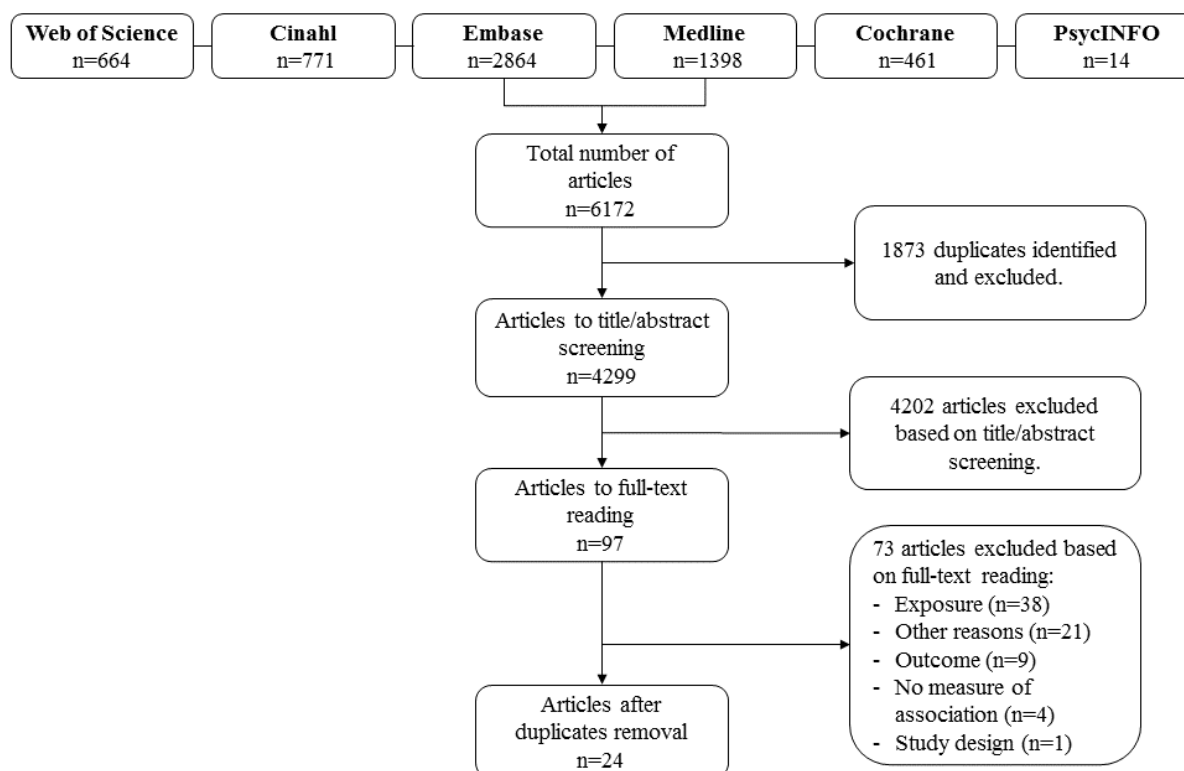 Web of Science
n=664
Cinahl
n=771
Embase
n=2864
Medline
n=1398
Cochrane
n=461
PsycINFO
n=14
Total number of
articles
n=6172
1873 duplicates identified
and excluded.
Articles to title/abstract
screening
n=4299
4202 articles excluded
based on title/abstract
screening.
Articles to full-text
reading
n=97
73 articles excluded based
on full-text reading:
- Exposure (n=38)
- Other reasons (n=21)
- Outcome (n=9)
- No measure of
association (n=4)
- Study design (n=1)
Articles after
duplicates removal
n=24